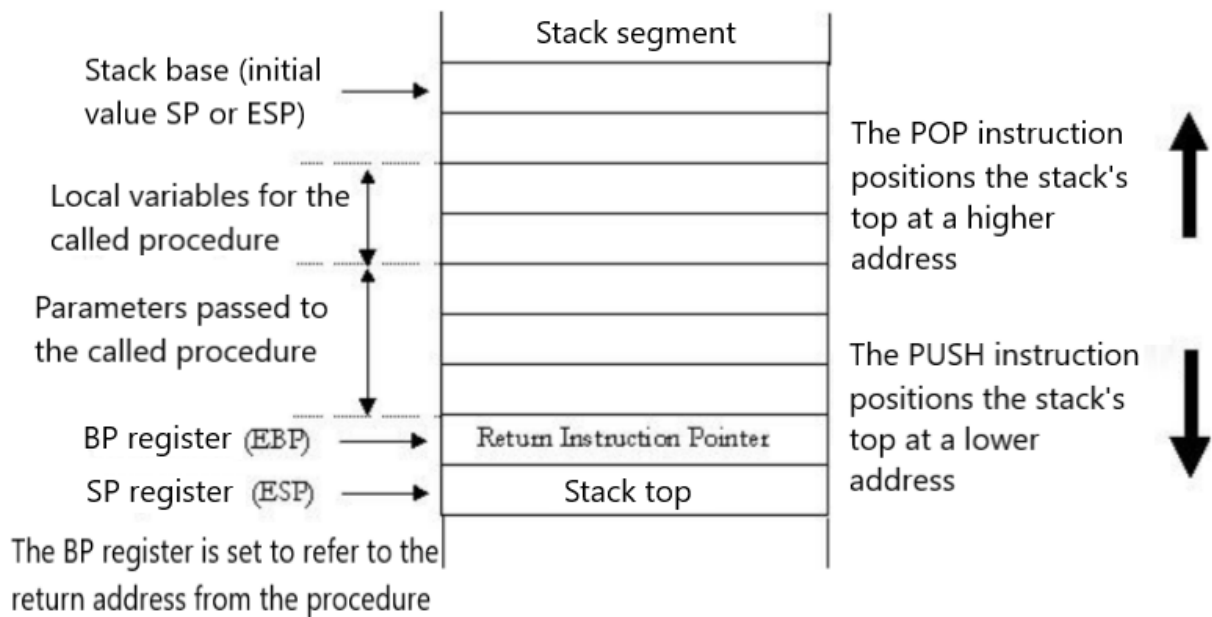 Stack segment
Stack base (initial
value SP or ESP)
The POP instruction
positions the stack's
top at a higher
address
Local variables for the
called procedure
Parameters passed to
the called procedure
The PUSH instruction
positions the stack's
top at a lower
address
BP register (EBP)
Return Instruction Pointer
SP register (ESP)
Stack top
The BP register is set to refer to the
return address from the procedure